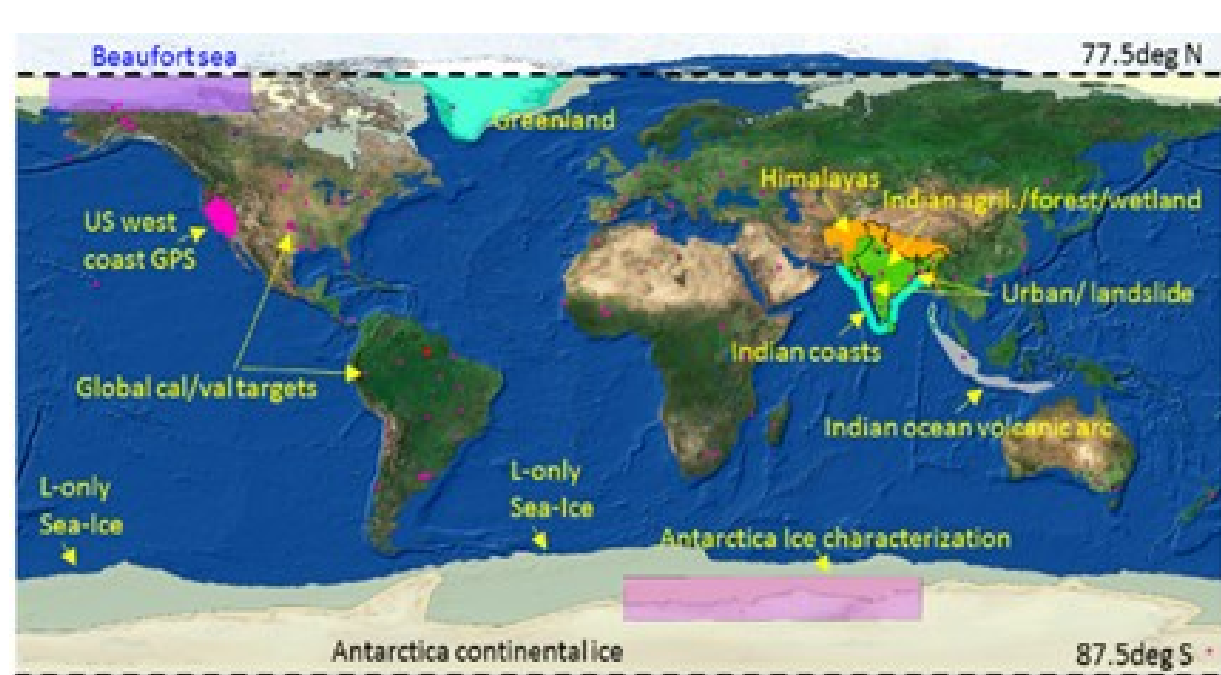 Beaufort sea
77.5deg N
Greenland
Himalayas
Indian agril./forest/wetland
US west
coast GPS
Urban/ landslide
Indian coasts
Global cal/val targets
Indian ocean volcanic arc
L-only
Sea-Ice
L-only
Sea-Ice
Antarctica Ice characterization
Antarctica continental ice
87.5deg S